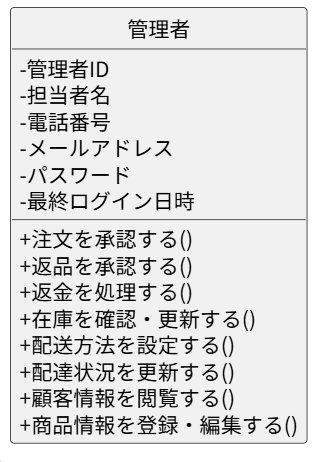 管理者
-管理者ID
-担当者名
-電話番号
-メールアドレス
-パスワード
-最終ログイン日時
+注文を承認する()
+返品を承認する()
+返金を処理する()
+在庫を確認・更新する()
+配送方法を設定する()
+配達状況を更新する()
+顧客情報を閲覧する()
+商品情報を登録・編集する()